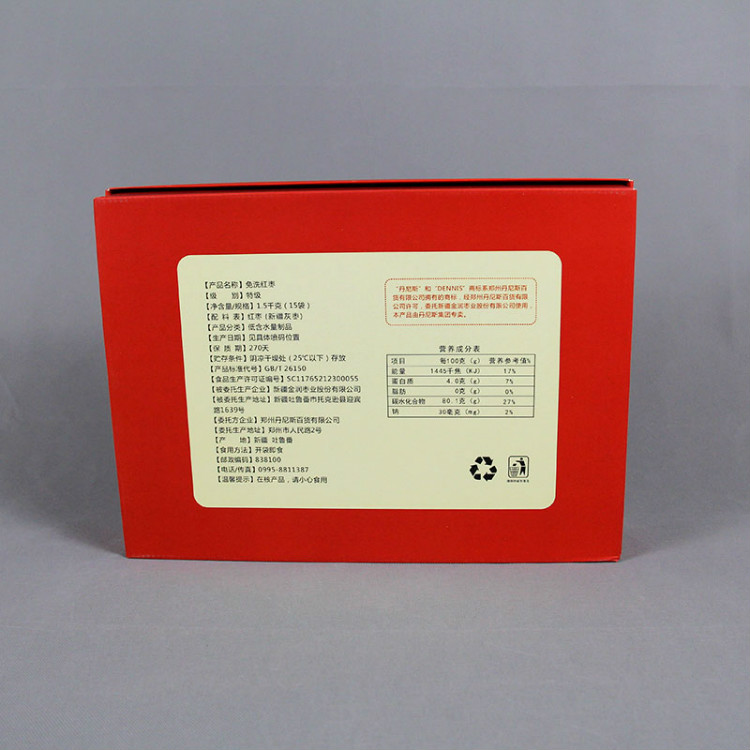 【产品名称】免洗红枣
【级　　别】特级
【净含量/规格】1.5千克（15袋）
【配 料 表】红枣（新疆灰枣）
【产品分类】低含水量制品
【生产日期】见具体喷码位置
【保 质 期】270天
【贮存条件】阴凉干燥处（25℃以下）存放
【产品标准代号】GB/T 26150
【食品生产许可证编号】SC11765212300055
【被委托生产企业】新疆金润枣业股份有限公司
【被委托生产地址】新疆吐鲁番市托克逊县迎宾
路1639号
【委托方企业】郑州丹尼斯百货有限公司
【委托生产地址】郑州市人民路2号
【产　　地】新疆 吐鲁番
【食用方法】开袋即食
【邮政编码】838100
【电话/传真】0995-8811387
【温馨提示】在核产品，请小心食用
“丹尼斯”和“DENNIS”商标系郑州丹尼斯百
货有限公司拥有的商标，经郑州丹尼斯百货有限
公司许可，委托新疆金润枣业股份有限公司使用，
本产品由丹尼斯集团专卖。
营养成分表
项目 每100克（g） 营养参考值%
能量 1445千焦（KJ） 17%
蛋白质 4.0克（g） 7%
脂肪 0克（g） 0%
碳水化合物 80.1克（g） 27%
钠 30毫克（mg） 2%